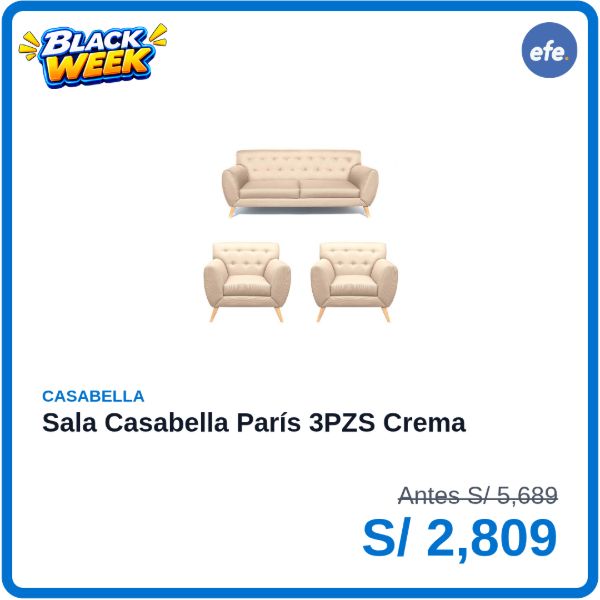 BLACK
WEEK
efe.
CASABELLA
Sala Casabella París 3PZS Crema
Antes S/ 5,689
S/ 2,809